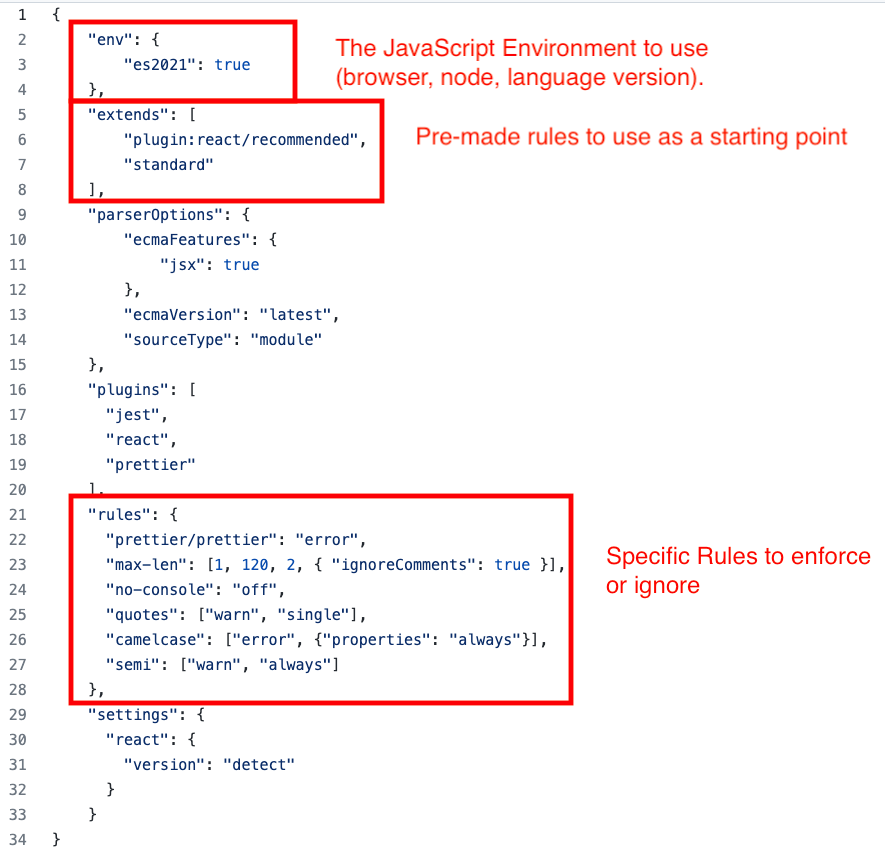 1 {
2 "env": {
3 "es2021": true
4 },
5 "extends": [
6 "plugin:react/recommended",
7 "standard"
8 ],
9 "parserOptions": {
10 "ecmaFeatures": {
11 "jsx": true
12 },
13 "ecmaVersion": "latest",
14 "sourceType": "module"
15 },
16 "plugins": [
17 "jest",
18 "react",
19 "prettier"
20 ],
21 "rules": {
22 "prettier/prettier": "error",
23 "max-len": [1, 120, 2, { "ignoreComments": true }],
24 "no-console": "off",
25 "quotes": ["warn", "single"],
26 "camelcase": ["error", {"properties": "always"}],
27 "semi": ["warn", "always"]
28 },
29 "settings": {
30 "react": {
31 "version": "detect"
32 }
33 }
34 }
The JavaScript Environment to use
(browser, node, language version).
Pre-made rules to use as a starting point
Specific Rules to enforce
or ignore